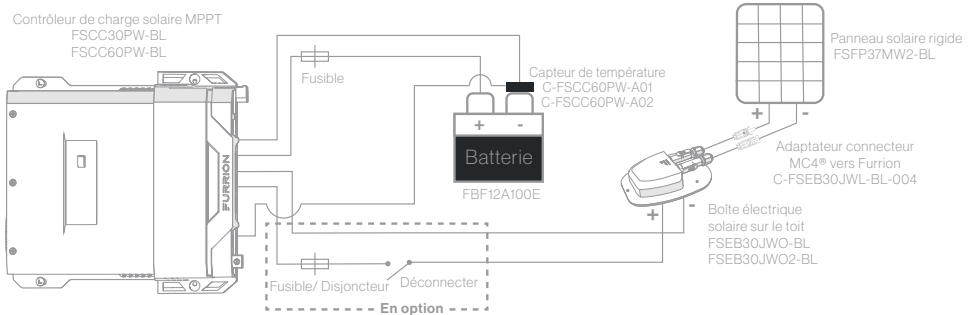 Contrôleur de charge solaire MPPT
FSCC30PW-BL
FSCC60PW-BL
Fusible
Capteur de température
C-FSCC60PW-A01
C-FSCC60PW-A02
Panneau solaire rigide
FSFP37MW2-BL
+ -
+ -
Batterie
FBF12A100E
FURRION
Adaptateur connecteur
MC4® vers Furrion
C-FSEB30JWL-BL-004
+ -
Boîte électrique
solaire sur le toit
FSEB30JWO-BL
FSEB30JWO2-BL
Fusible/ Disjoncteur
Déconnecter
En option